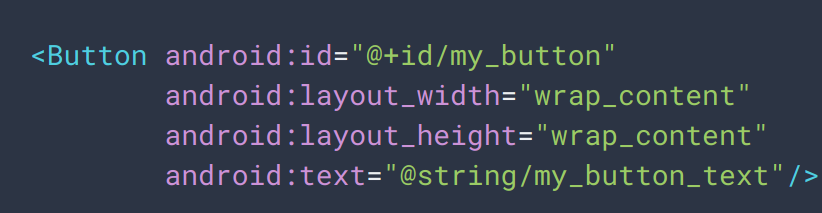 <Button android:id="@+id/my_button"
android:layout_width="wrap_content"
android:layout_height="wrap_content"
android:text="@string/my_button_text"/>